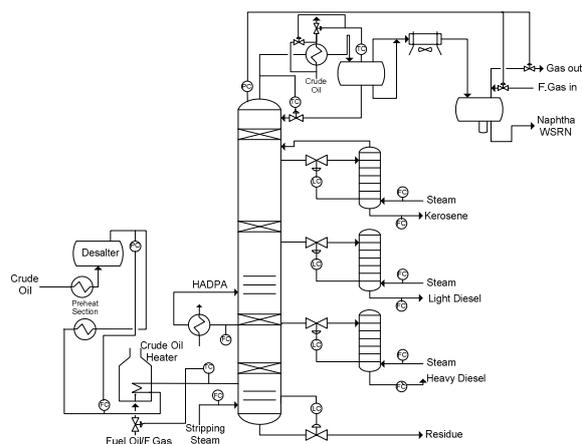 TC
PC
Crude
Oil
TC
Gas out
F.Gas in
Naphtha
WSRN
LC
FC
Steam
FC
Kerosene
Desalter
PC
Crude
Oil
Preheat
Section
HADPA
LC
FC
Steam
FC
Light Diesel
FC
LC
Crude Oil
Heater
TC
FC
Steam
FC
Heavy Diesel
FC
FC
LC
Fuel Oil/F Gas
Stripping
Steam
Residue